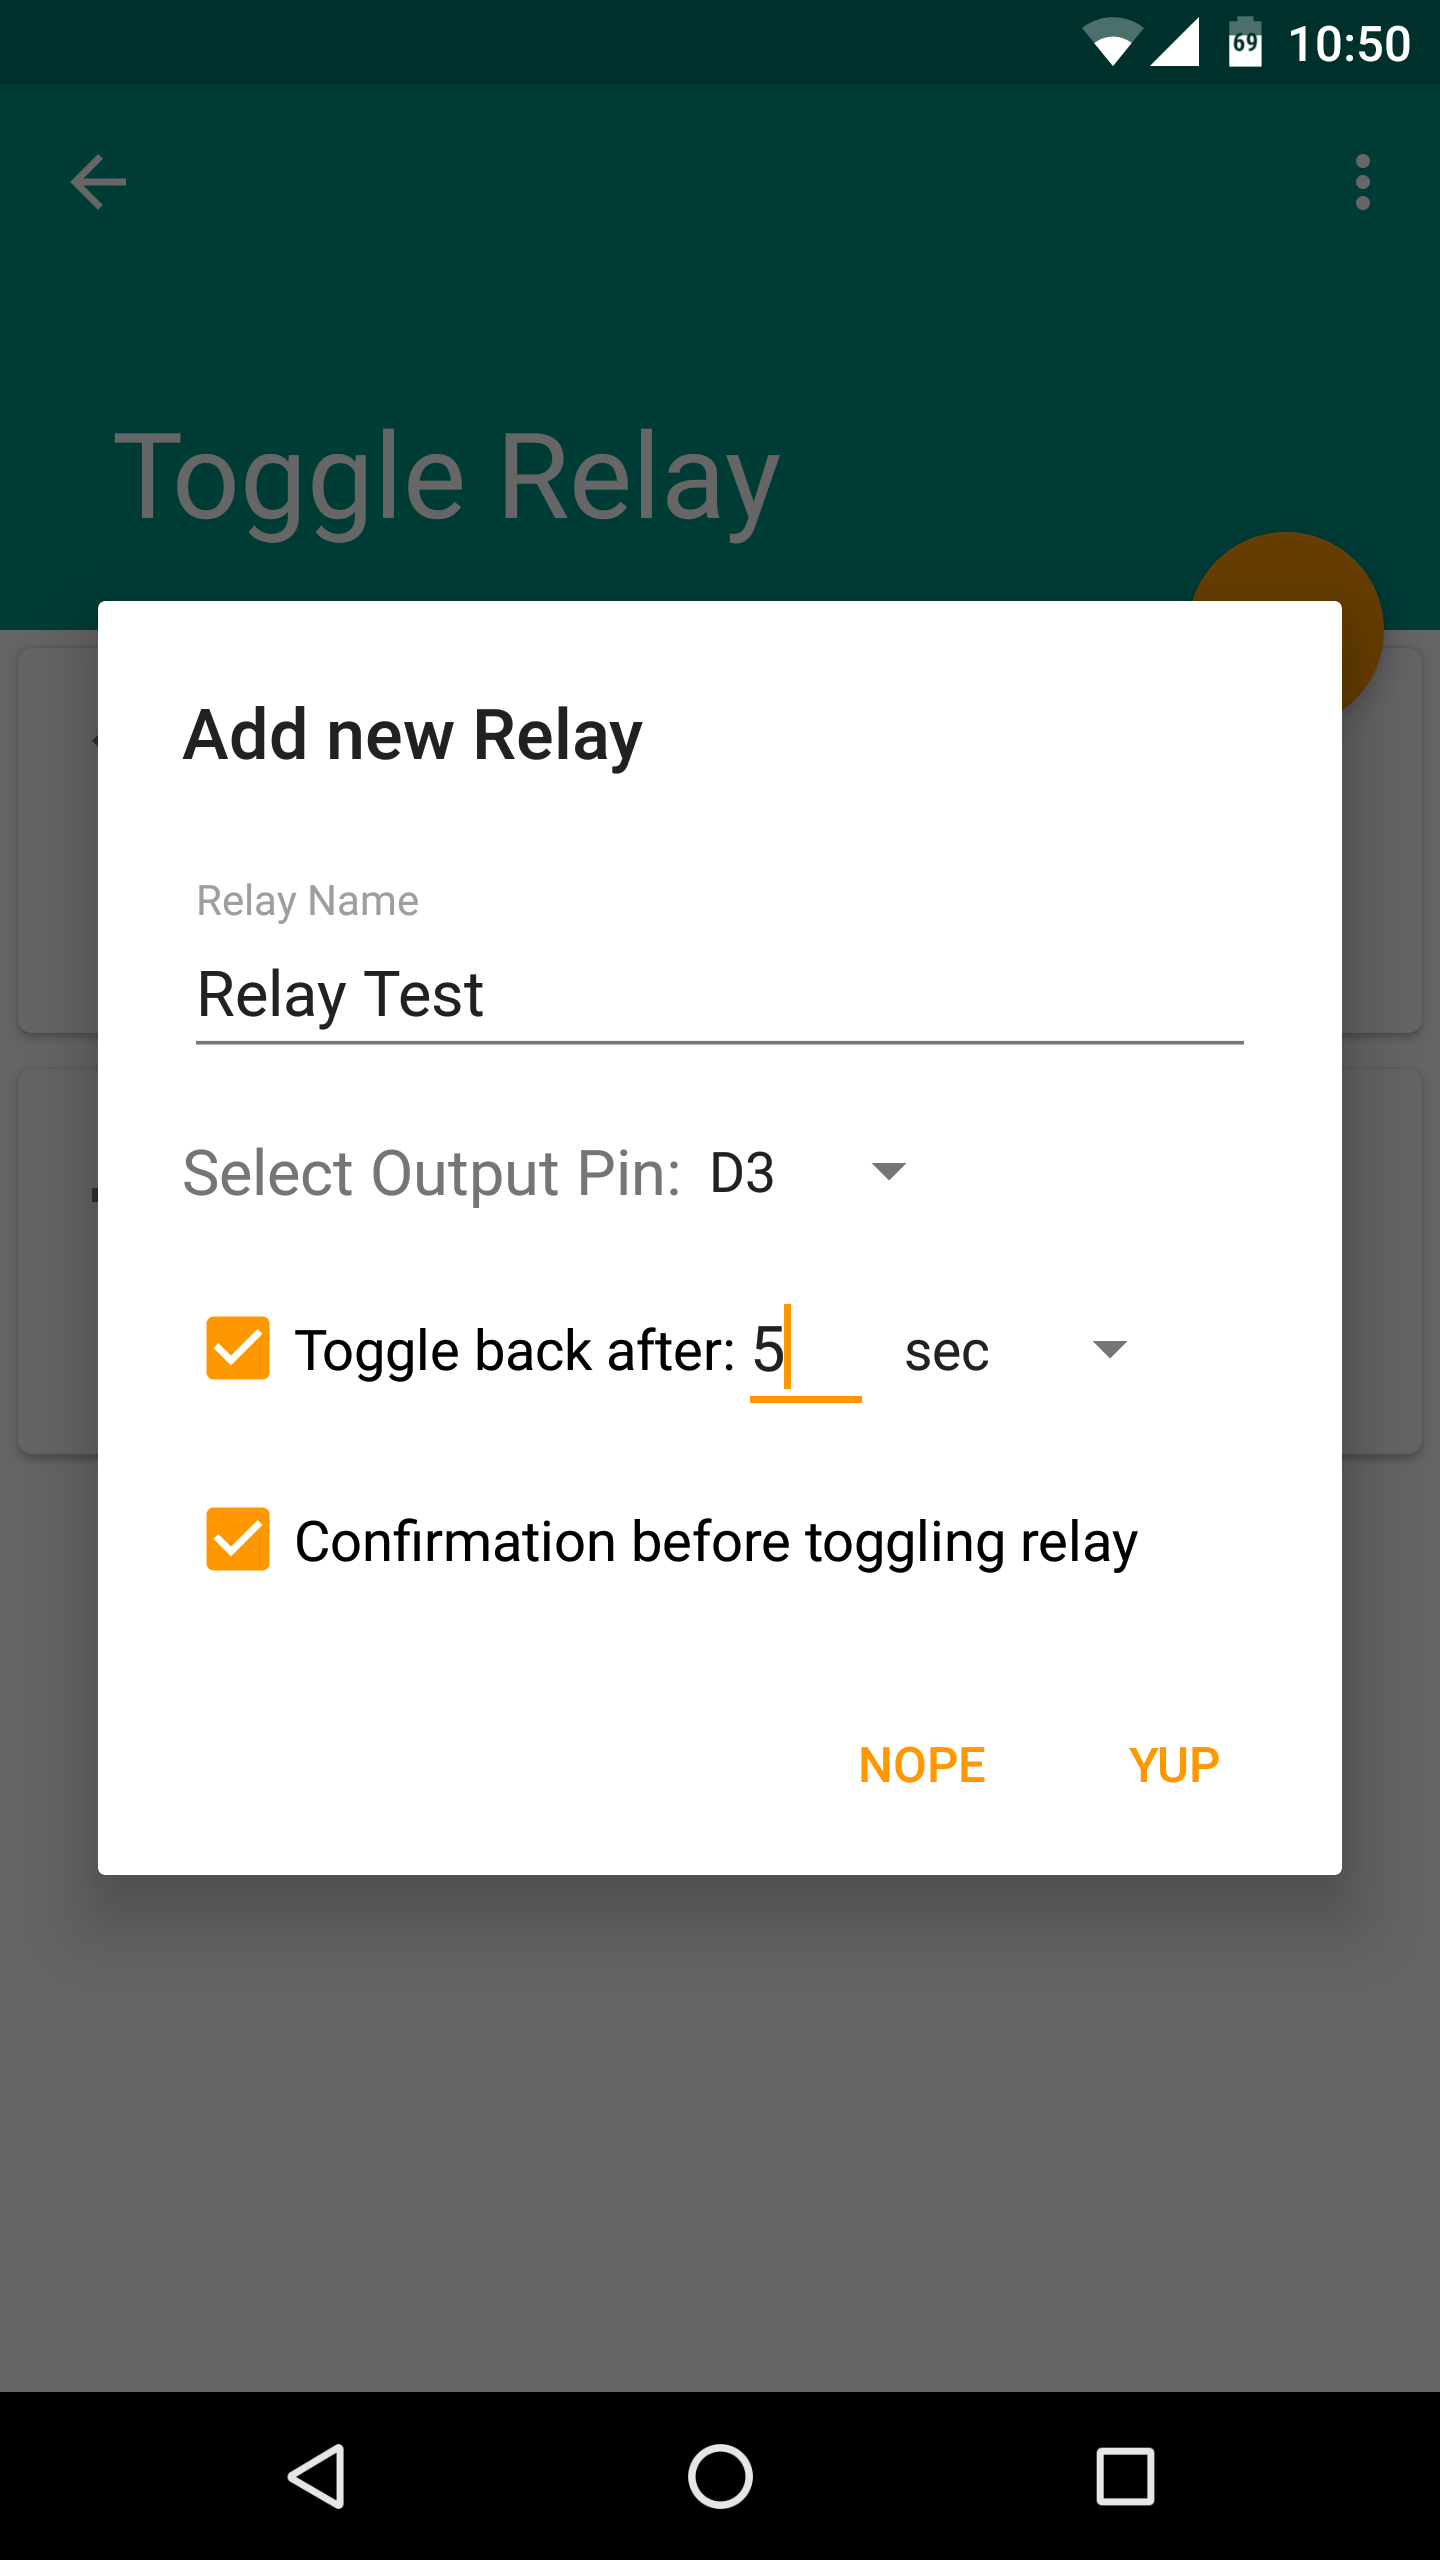 69 10:50
Toggle Relay
Add new Relay
Relay Name
Relay Test
Select Output Pin: D3
Toggle back after: 5 sec
Confirmation before toggling relay
NOPE YUP